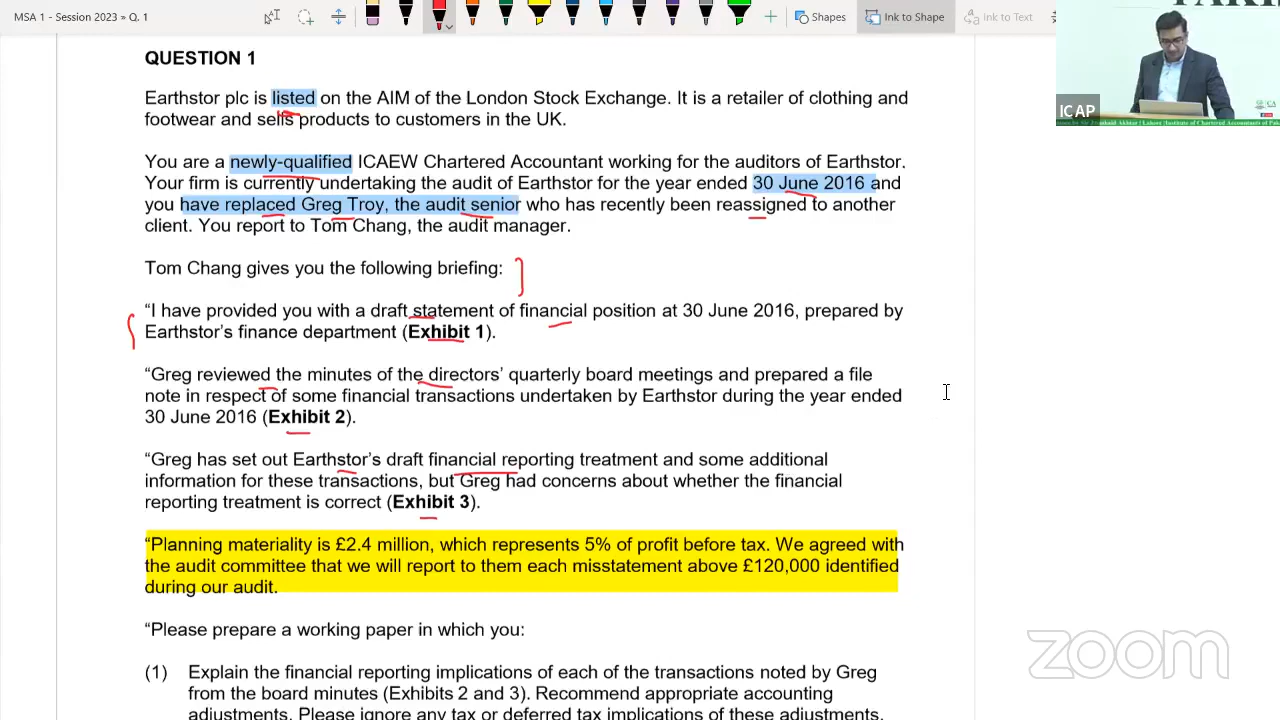 MSA 1 - Session 2023 » Q. 1
Shapes
Ink to Shape
Ink to Text
QUESTION 1
Earthstor plc is listed on the AIM of the London Stock Exchange. It is a retailer of clothing and
footwear and sells products to customers in the UK.
You are a newly-qualified ICAEW Chartered Accountant working for the auditors of Earthstor.
Your firm is currently undertaking the audit of Earthstor for the year ended 30 June 2016 and
you have replaced Greg Troy, the audit senior who has recently been reassigned to another
client. You report to Tom Chang, the audit manager.
Tom Chang gives you the following briefing:
“I have provided you with a draft statement of financial position at 30 June 2016, prepared by
Earthstor’s finance department (Exhibit 1).
“Greg reviewed the minutes of the directors’ quarterly board meetings and prepared a file
note in respect of some financial transactions undertaken by Earthstor during the year ended
30 June 2016 (Exhibit 2).
“Greg has set out Earthstor’s draft financial reporting treatment and some additional
information for these transactions, but Greg had concerns about whether the financial
reporting treatment is correct (Exhibit 3).
“Planning materiality is £2.4 million, which represents 5% of profit before tax. We agreed with
the audit committee that we will report to them each misstatement above £120,000 identified
during our audit.
“Please prepare a working paper in which you:
(1) Explain the financial reporting implications of each of the transactions noted by Greg
from the board minutes (Exhibits 2 and 3). Recommend appropriate accounting
adjustments. Please ignore any tax or deferred tax implications of these adjustments.
ICAP
zoom